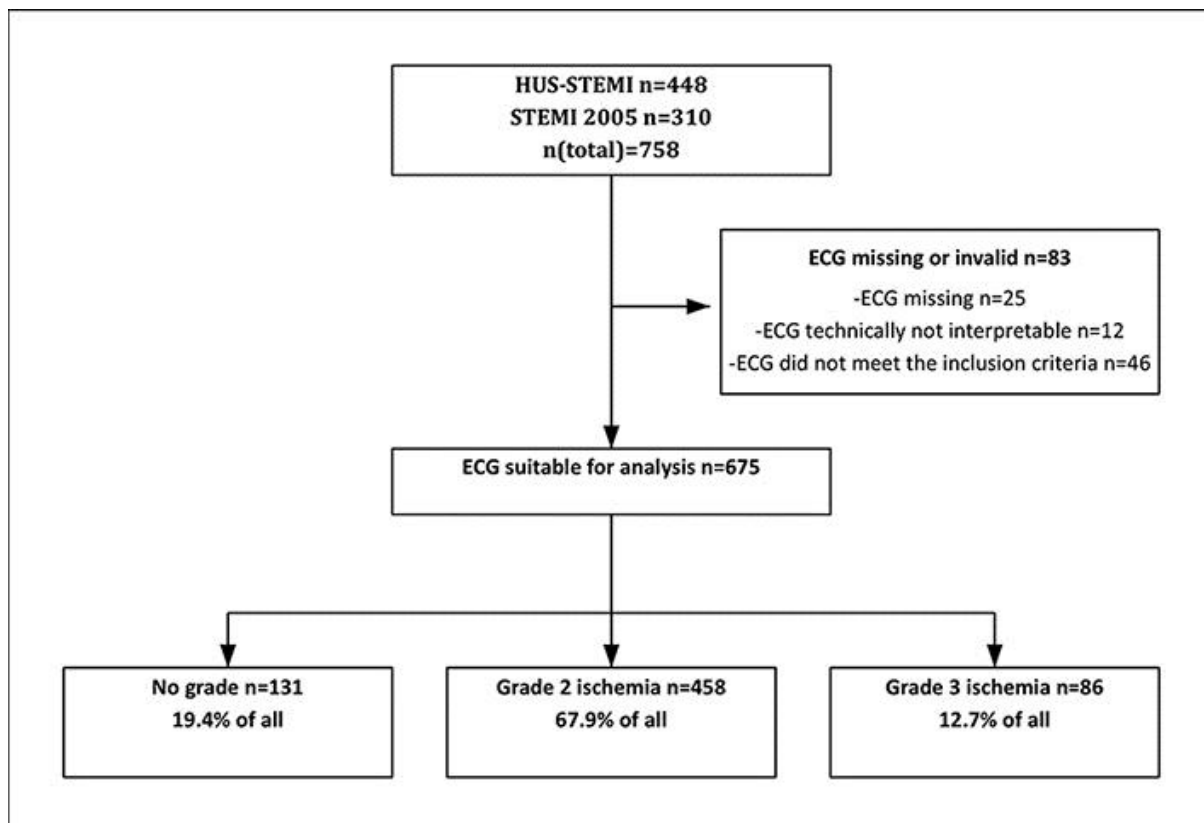 HUS-STEMI n=448
STEMI 2005 n=310
n(total)=758
ECG missing or invalid n=83
-ECG missing n=25
-ECG technically not interpretable n=12
-ECG did not meet the inclusion criteria n=46
ECG suitable for analysis n=675
No grade n=131
19.4% of all
Grade 2 ischemia n=458
67.9% of all
Grade 3 ischemia n=86
12.7% of all